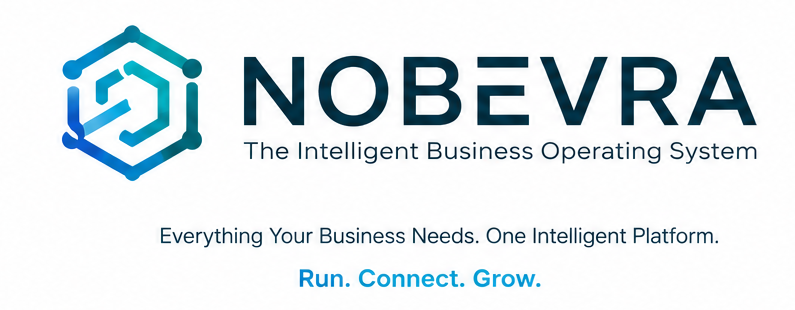 NOBEVRA
The Intelligent Business Operating System
Everything Your Business Needs. One Intelligent Platform.
Run. Connect. Grow.